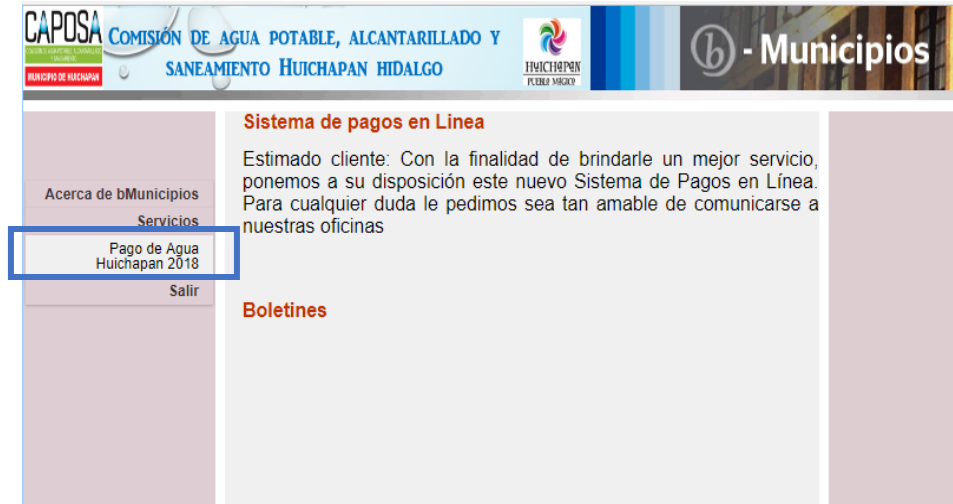 CAPOSA
COMISIÓN DE AGUA POTABLE, ALCANTARILLADO Y
SANEAMIENTO HUICHAPAN HIDALGO
MUNICIPIO DE HUICHAPAN
HUICHAPAN
PUEBLO MÁGICO
b - Municipios
Sistema de pagos en Linea
Estimado cliente: Con la finalidad de brindarle un mejor servicio,
ponemos a su disposición este nuevo Sistema de Pagos en Línea.
Para cualquier duda le pedimos sea tan amable de comunicarse a
nuestras oficinas
Acerca de bMunicipios
Servicios
Pago de Agua
Huichapan 2018
Salir
Boletines